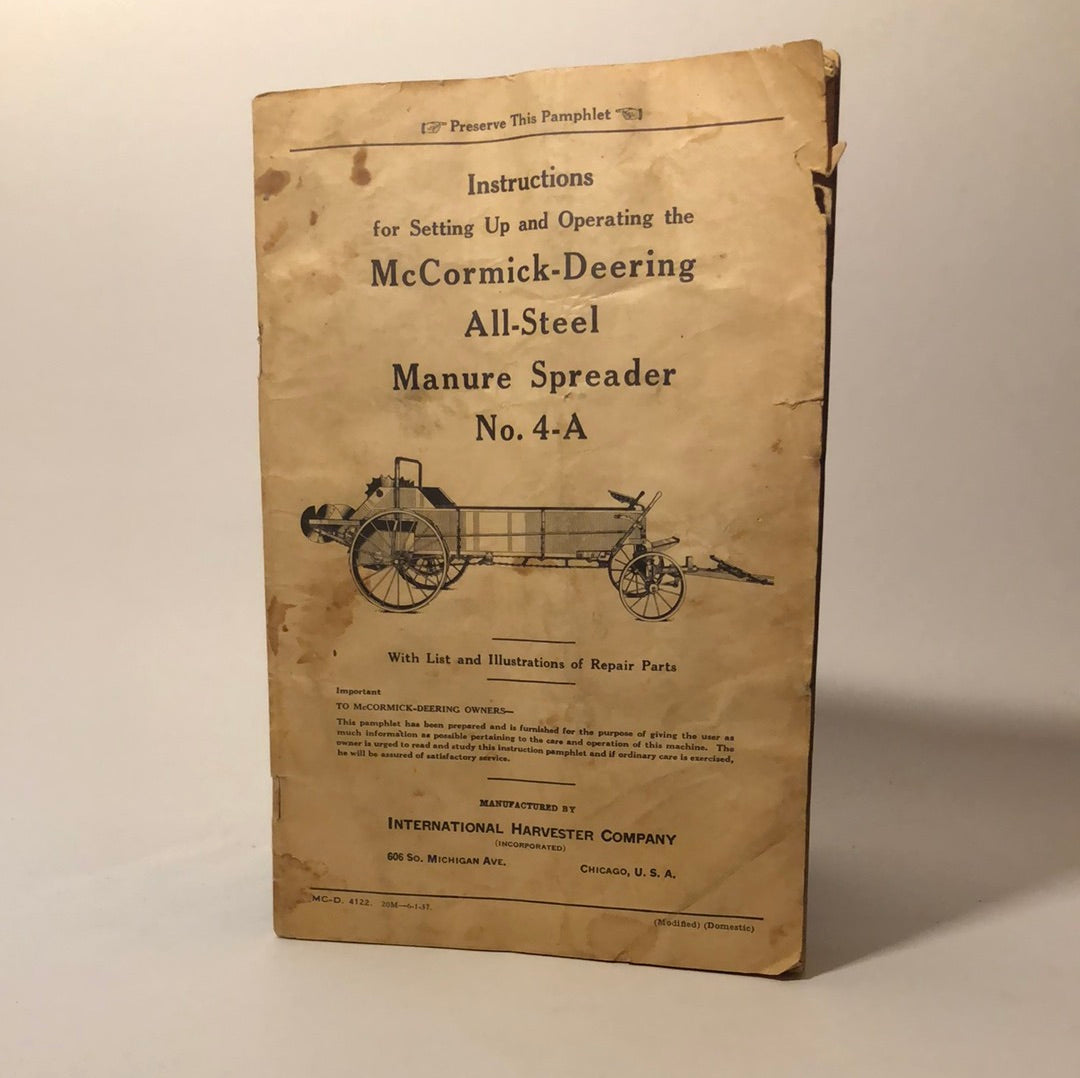 Preserve This Pamphlet
Instructions
for Setting Up and Operating the
McCormick-Deering
All-Steel
Manure Spreader
No. 4-A
With List and Illustrations of Repair Parts
Important
TO McCORMICK-DEERING OWNERS—
This pamphlet has been prepared and is furnished for the purpose of giving the user as
much information as possible pertaining to the care and operation of this machine. The
owner is urged to read and study this instruction pamphlet and if ordinary care is exercised,
he will be assured of satisfactory service.
MANUFACTURED BY
INTERNATIONAL HARVESTER COMPANY
(INCORPORATED)
606 SO. MICHIGAN AVE. CHICAGO, U. S. A.
MC-D. 4122. 20M—6-1-37. (Modified) (Domestic)